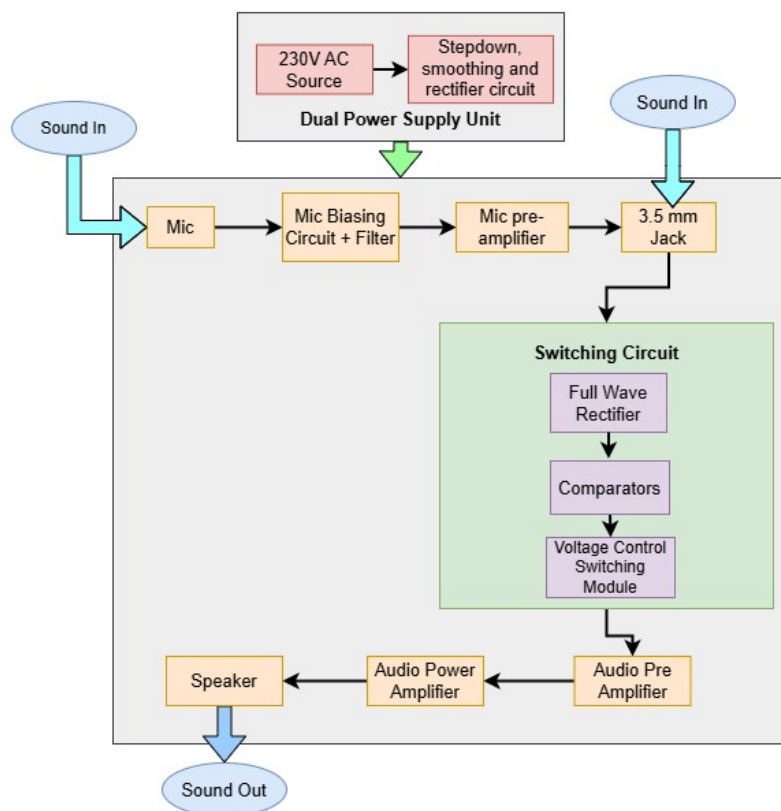 230V AC
Source
Stepdown,
smoothing and
rectifier circuit
Dual Power Supply Unit
Sound In
Sound In
Mic
Mic Biasing
Circuit + Filter
Mic pre-
amplifier
3.5 mm
Jack
Switching Circuit
Full Wave
Rectifier
Comparators
Voltage Control
Switching
Module
Speaker
Audio Power
Amplifier
Audio Pre
Amplifier
Sound Out